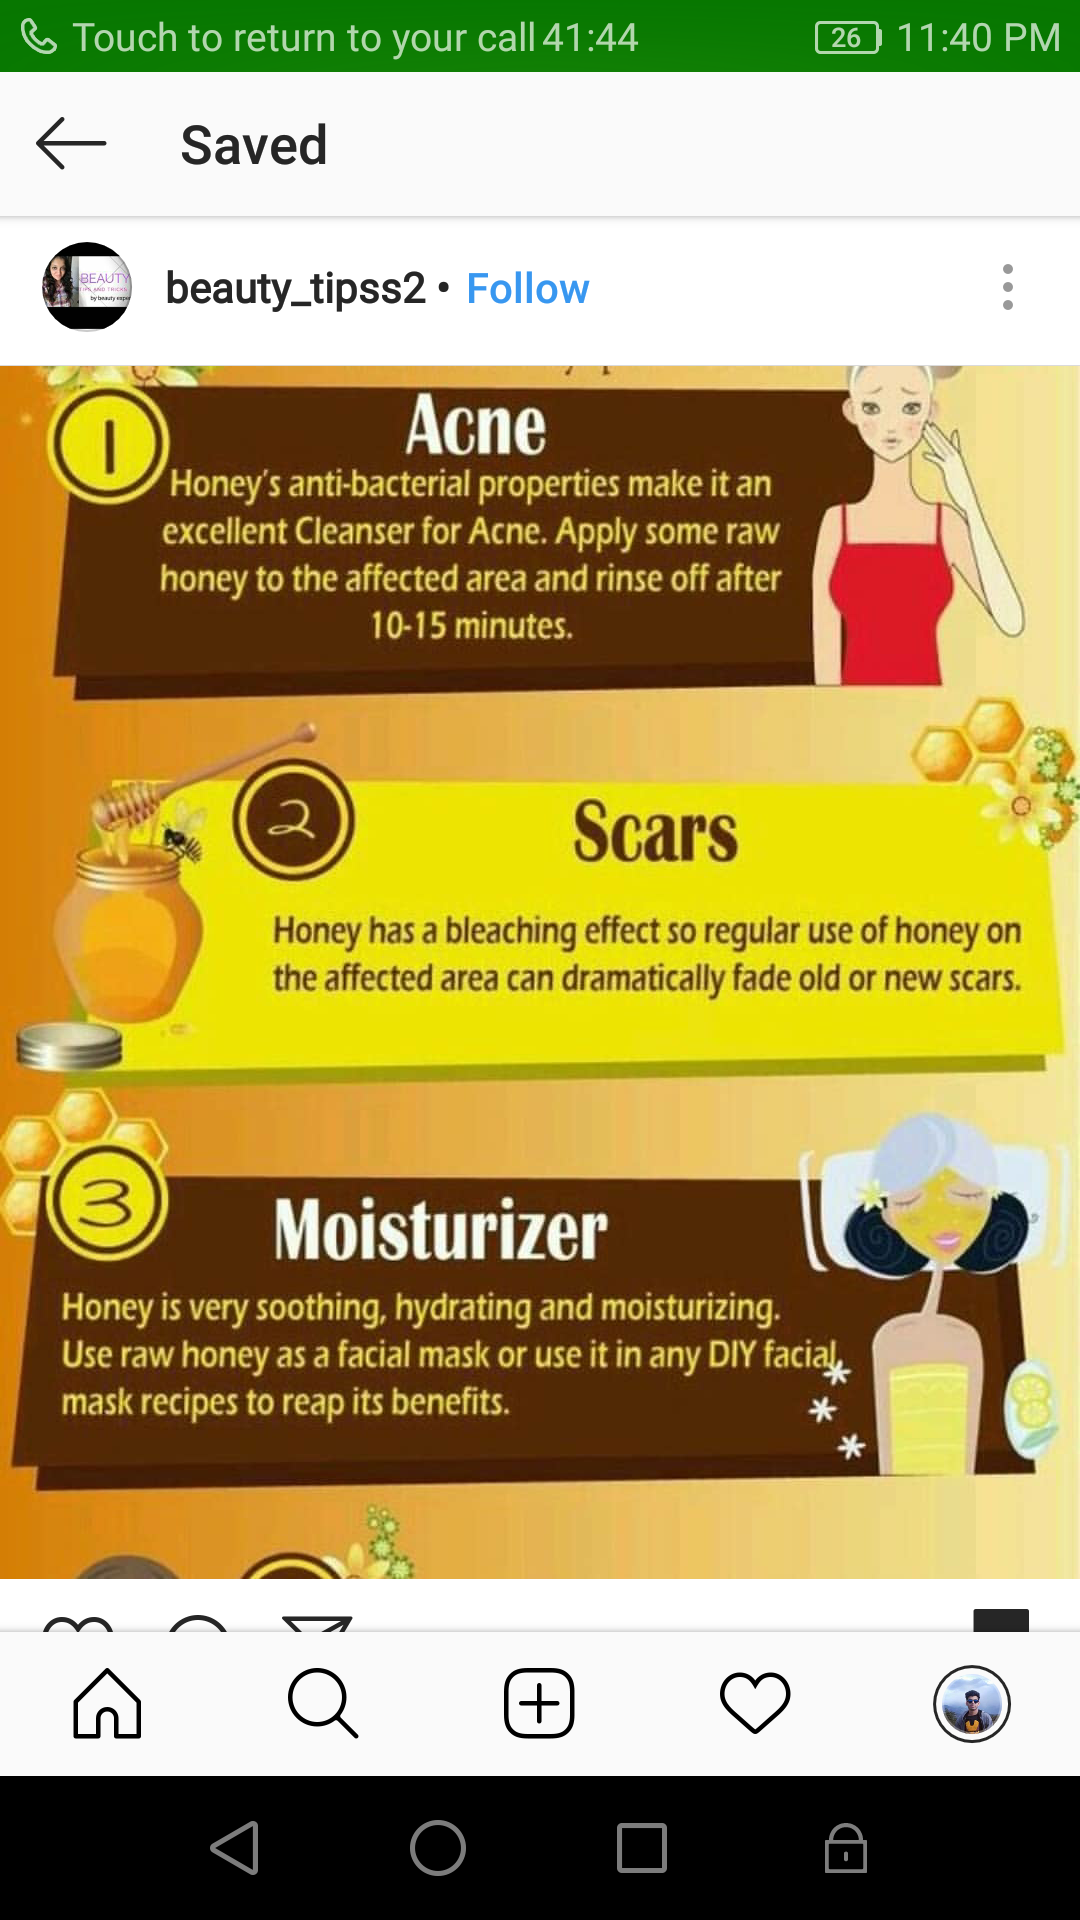 Touch to return to your call 41:44
26
11:40 PM
Saved
BEAUTY
TIPS AND TRICKS
beauty_tipss2 • Follow
1
Acne
Honey's anti-bacterial properties make it an
excellent Cleanser for Acne. Apply some raw
honey to the affected area and rinse off after
10-15 minutes.
2
Scars
Honey has a bleaching effect so regular use of honey on
the affected area can dramatically fade old or new scars.
3
Moisturizer
Honey is very soothing, hydrating and moisturizing.
Use raw honey as a facial mask or use it in any DIY facial
mask recipes to reap its benefits.